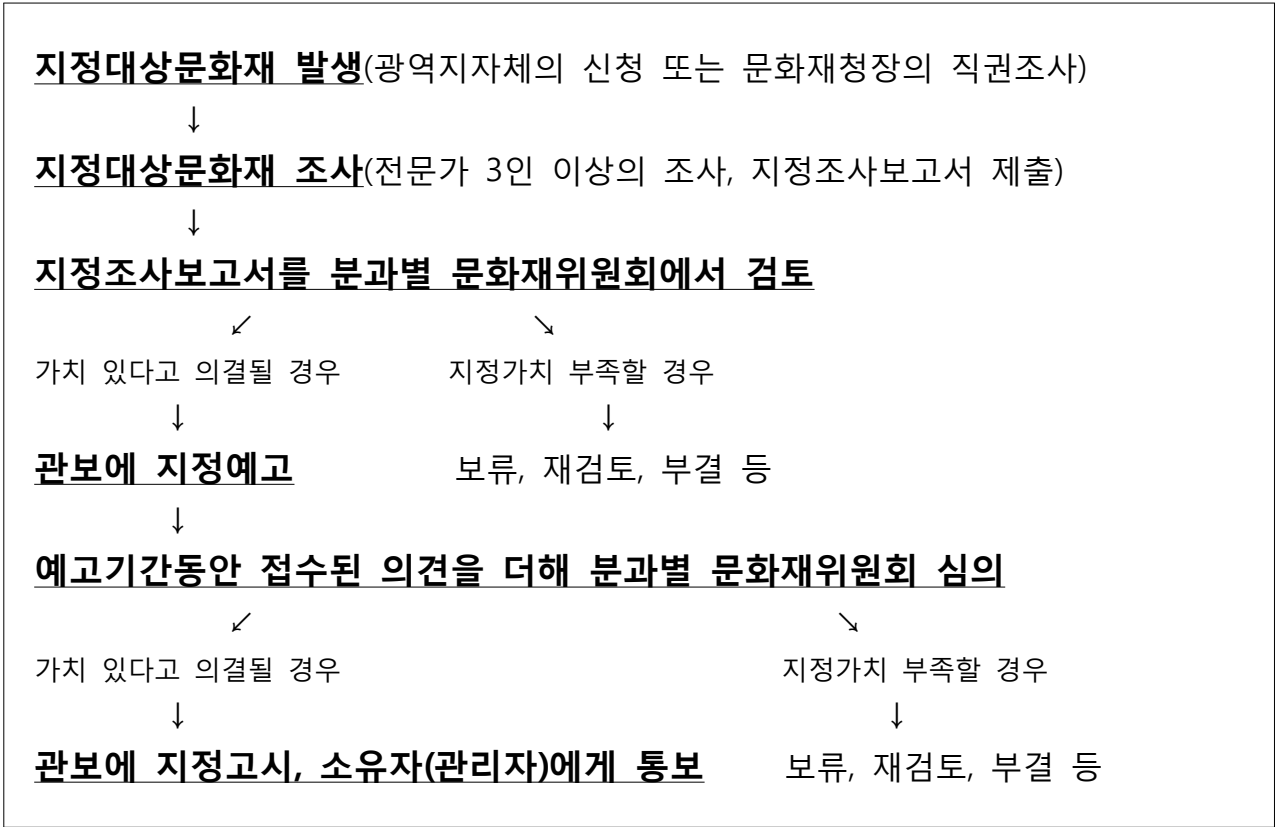 지정대상문화재 발생(광역지자체의 신청 또는 문화재청장의 직권조사)
↓
지정대상문화재 조사(전문가 3인 이상의 조사, 지정조사보고서 제출)
↓
지정조사보고서를 분과별 문화재위원회에서 검토
↙ ↘
가치 있다고 의결될 경우 지정가치 부족할 경우
↓ ↓
관보에 지정예고 보류, 재검토, 부결 등
↓
예고기간동안 접수된 의견을 더해 분과별 문화재위원회 심의
↙ ↘
가치 있다고 의결될 경우 지정가치 부족할 경우
↓ ↓
관보에 지정고시, 소유자(관리자)에게 통보 보류, 재검토, 부결 등